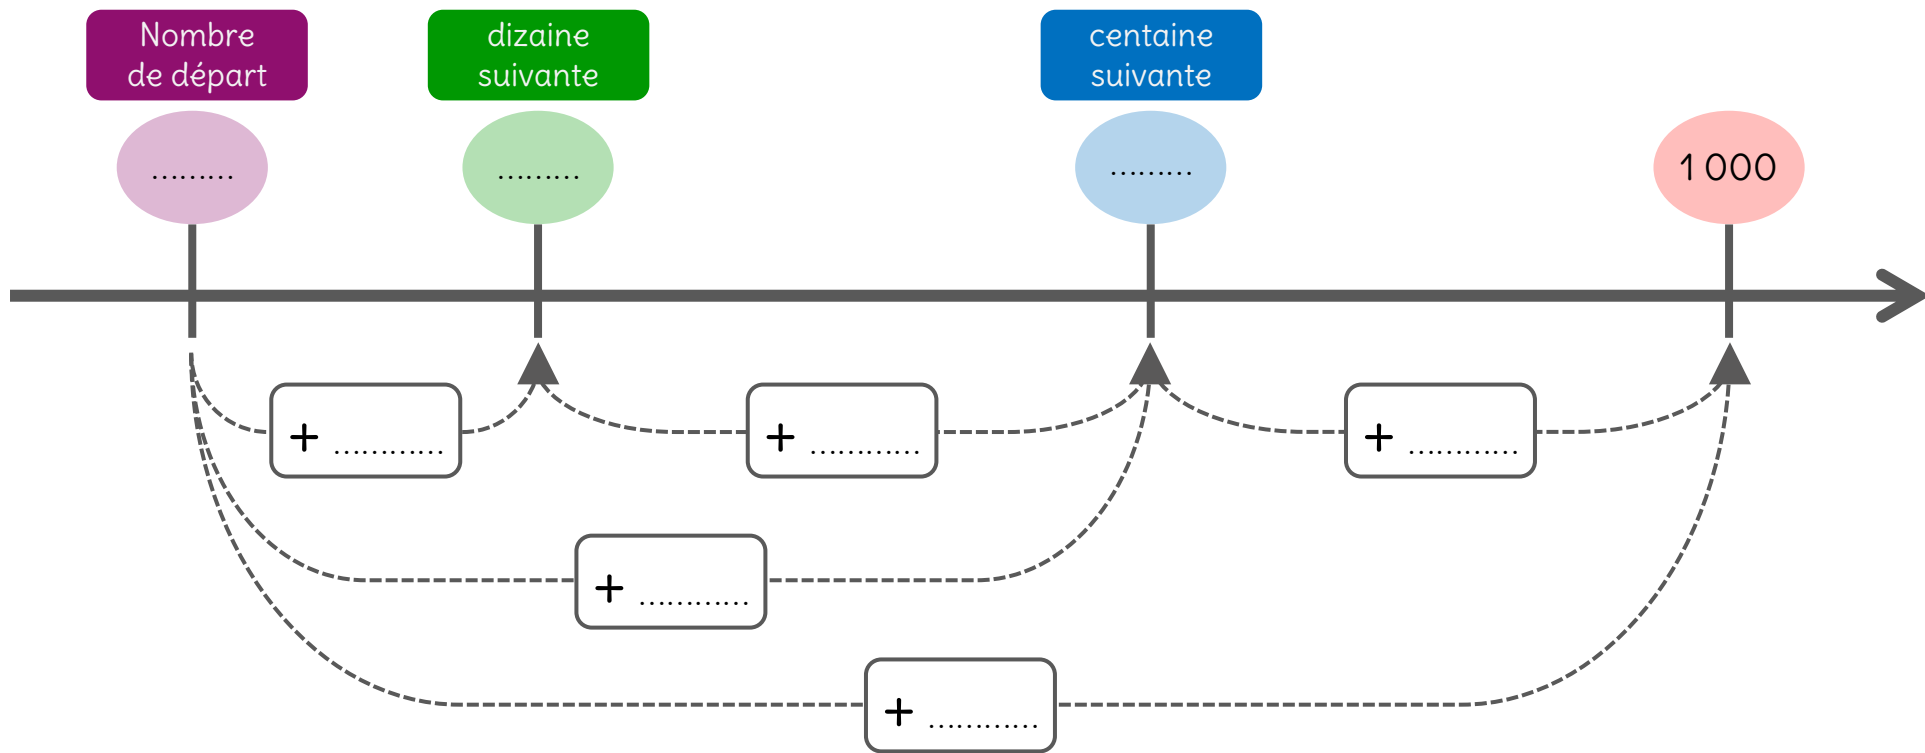 Nombre
de départ
dizaine
suivante
centaine
suivante
.........
.........
.........
1 000
+ ............
+ ............
+ ............
+ ............
+ ............